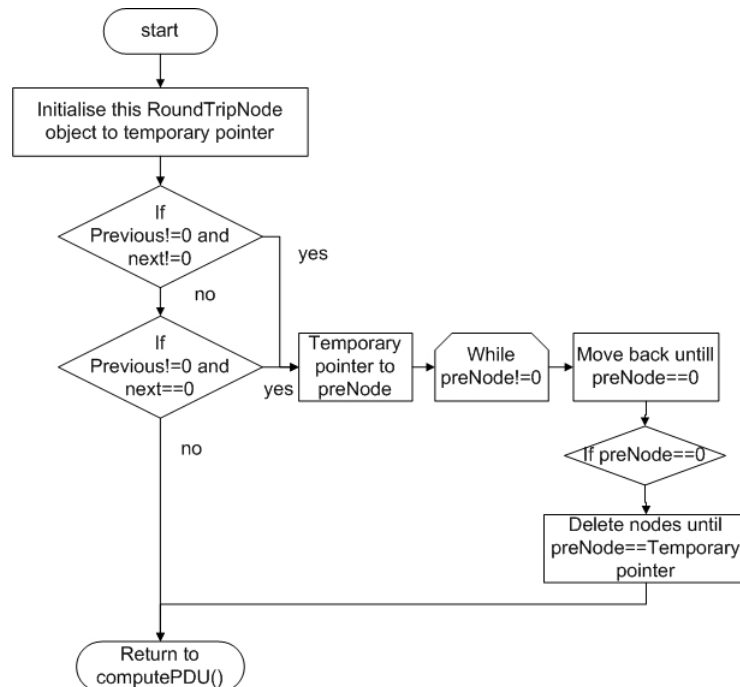 start
Initialise this RoundTripNode
object to temporary pointer
If
Previous!=0 and
next!=0
yes
no
If
Previous!=0 and
next==0
yes
Temporary
pointer to
preNode
While
preNode!=0
Move back untill
preNode==0
If preNode==0
no
Delete nodes until
preNode==Temporary
pointer
Return to
computePDU()